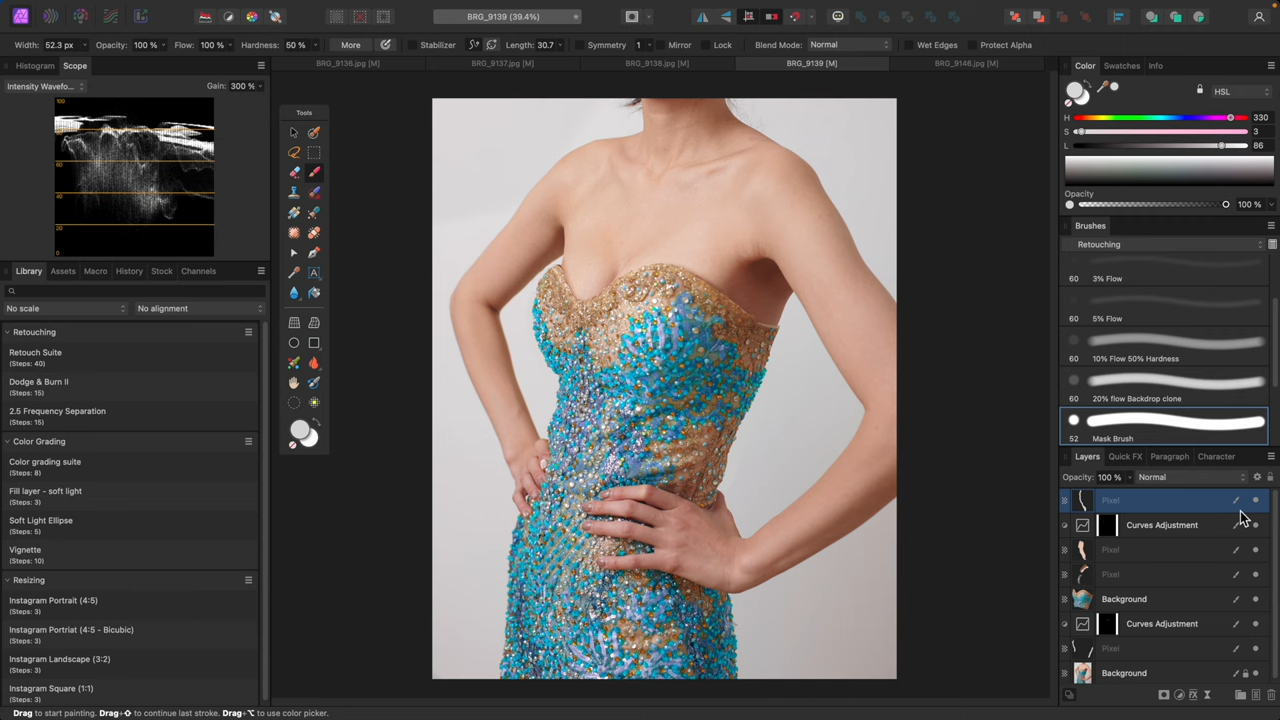 BRG_9139 (39.4%)
Width: 52.3 px Opacity: 100 % Flow: 100 % Hardness: 50 % More Stabilizer Length: 30.7 Symmetry 1 Mirror Lock Blend Mode: Normal Wet Edges Protect Alpha
Histogram Scope
BRG_9136.jpg [M] BRG_9137.jpg [M] BRG_9138.jpg [M] BRG_9139 [M] BRG_9146.jpg [M]
Intensity Wavefo... Gain: 300 %
100
60
40
20
0
Library Assets Macro History Stock Channels
No scale No alignment
Retouching
Retouch Suite
(Steps: 40)
Dodge & Burn II
(Steps: 15)
2.5 Frequency Separation
(Steps: 15)
Color Grading
Color grading suite
(Steps: 8)
Fill layer - soft light
(Steps: 3)
Soft Light Ellipse
(Steps: 5)
Vignette
(Steps: 10)
Resizing
Instagram Portrait (4:5)
(Steps: 3)
Instagram Portriat (4:5 - Bicubic)
(Steps: 3)
Instagram Landscape (3:2)
(Steps: 3)
Instagram Square (1:1)
(Steps: 3)
Tools
A
Color Swatches Info
HSL
H 330
S 3
L 86
Opacity
100 %
Brushes
Retouching
60 3% Flow
60 5% Flow
60 10% Flow 50% Hardness
60 20% flow Backdrop clone
52 Mask Brush
Layers Quick FX Paragraph Character
Opacity: 100 % Normal
Pixel
Curves Adjustment
Pixel
Pixel
Background
Curves Adjustment
Pixel
Background
Drag to start painting. Drag+⇧ to continue last stroke. Drag+⌥ to use color picker.